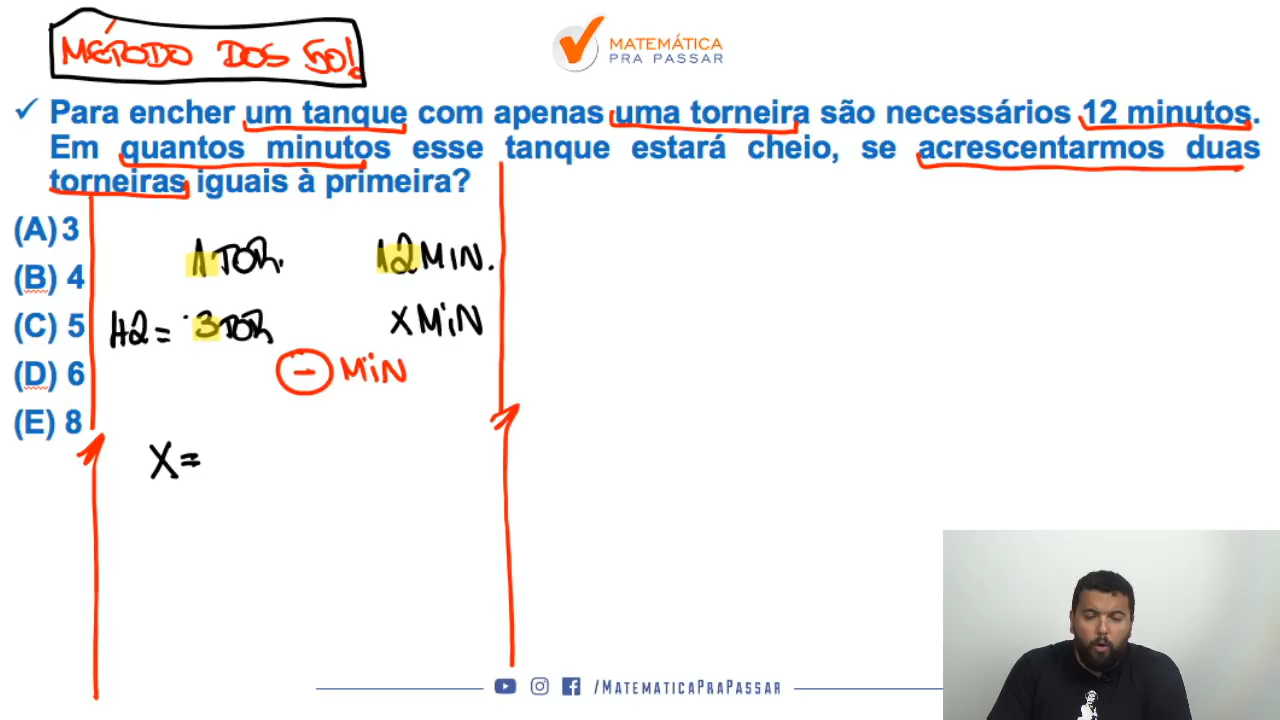 MÉTODO DOS 50!
MATEMÁTICA
PRA PASSAR
✓ Para encher um tanque com apenas uma torneira são necessários 12 minutos.
Em quantos minutos esse tanque estará cheio, se acrescentarmos duas
torneiras iguais à primeira?
(A) 3
(B) 4
(C) 5
(D) 6
(E) 8
1 TOR. 12 MIN.
+2= 3 TOR X MIN
- MIN
X=
/MATEMATICAPRAPASSAR